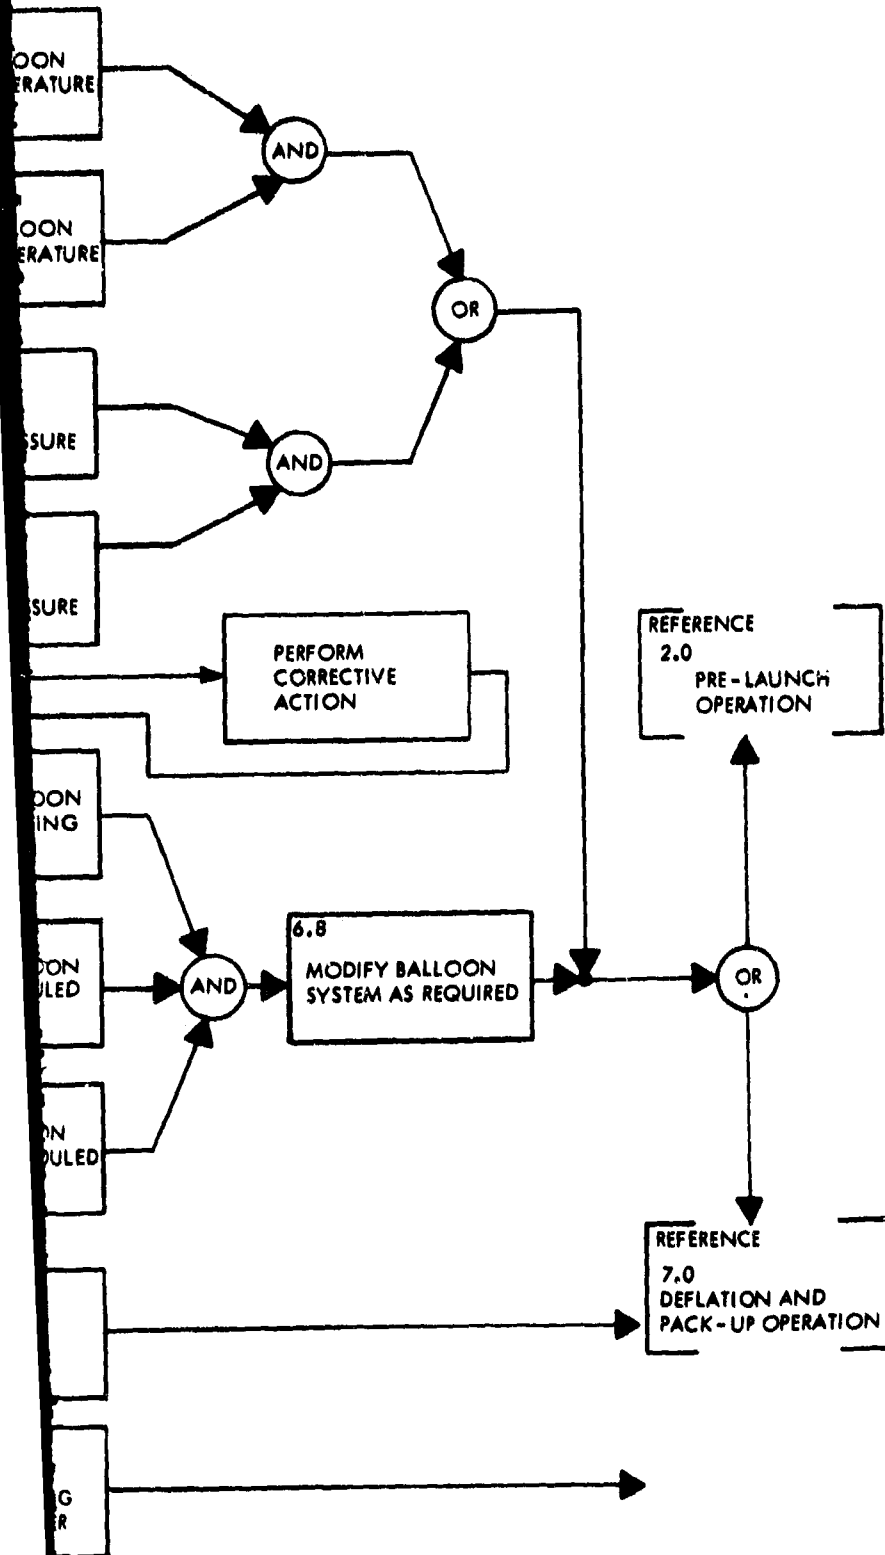 OON
ERATURE
AND
OON
ERATURE
OR
SSURE
AND
SSURE
PERFORM
CORRECTIVE
ACTION
REFERENCE
2.0
PRE-LAUNCH
OPERATION
OON
ING
6.8
MODIFY BALLOON
SYSTEM AS REQUIRED
OON
ULED
AND
OR
ON
DULED
REFERENCE
7.0
DEFLATION AND
PACK-UP OPERATION
G
ER